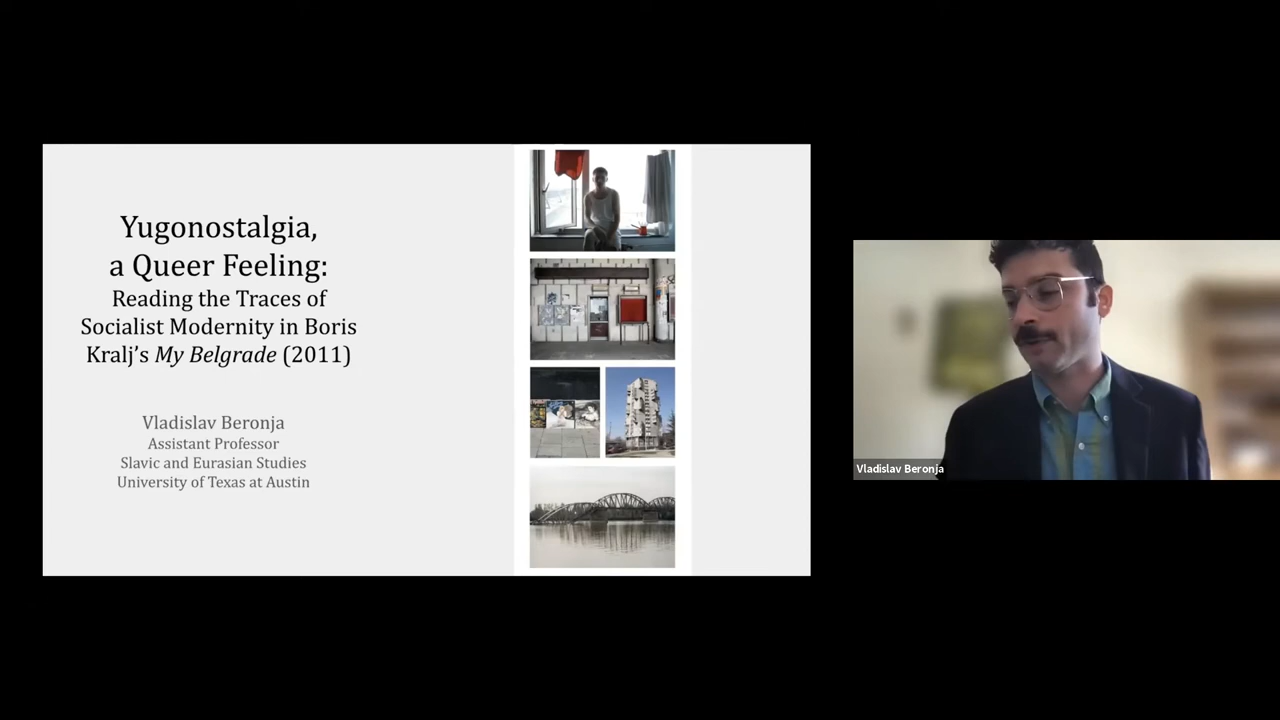 Yugonostalgia,
a Queer Feeling:
Reading the Traces of
Socialist Modernity in Boris
Kralj’s My Belgrade (2011)
Vladislav Beronja
Assistant Professor
Slavic and Eurasian Studies
University of Texas at Austin
Vladislav Beronja